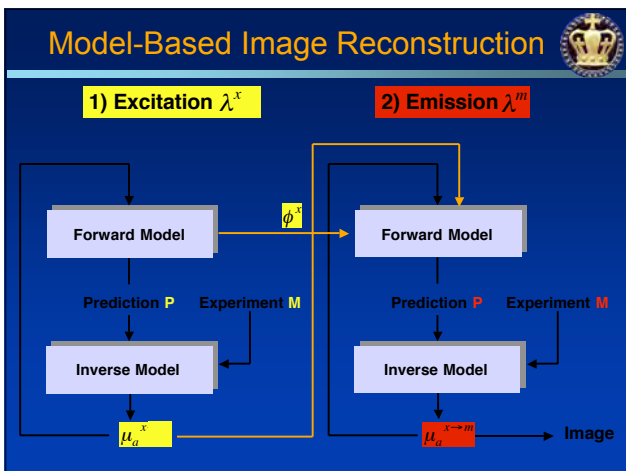 Model-Based Image Reconstruction
1) Excitation λ^x
2) Emission λ^m
Forward Model
ϕ^x
Forward Model
Prediction P
Experiment M
Prediction P
Experiment M
Inverse Model
Inverse Model
μ_a^x
μ_a^{x→m}
Image